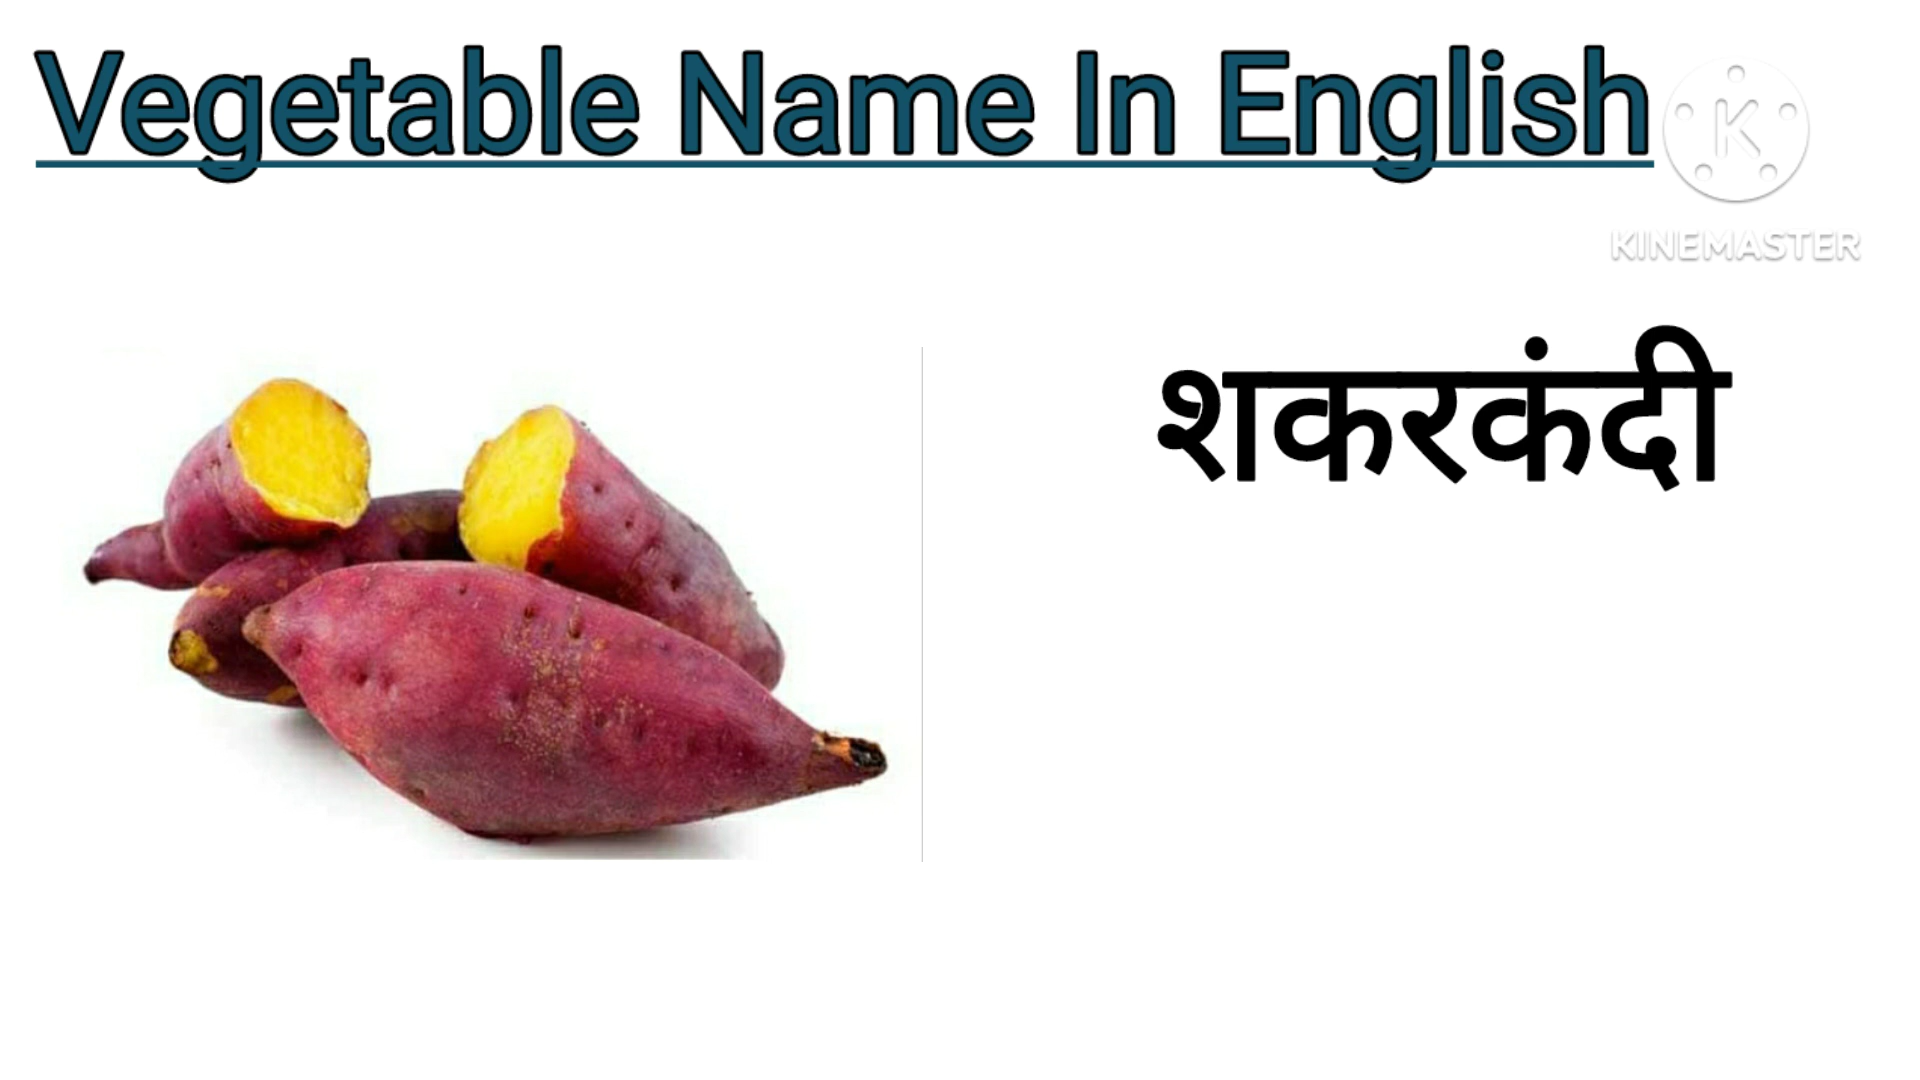 Vegetable Name In English
K
KINEMASTER
शकरकंदी